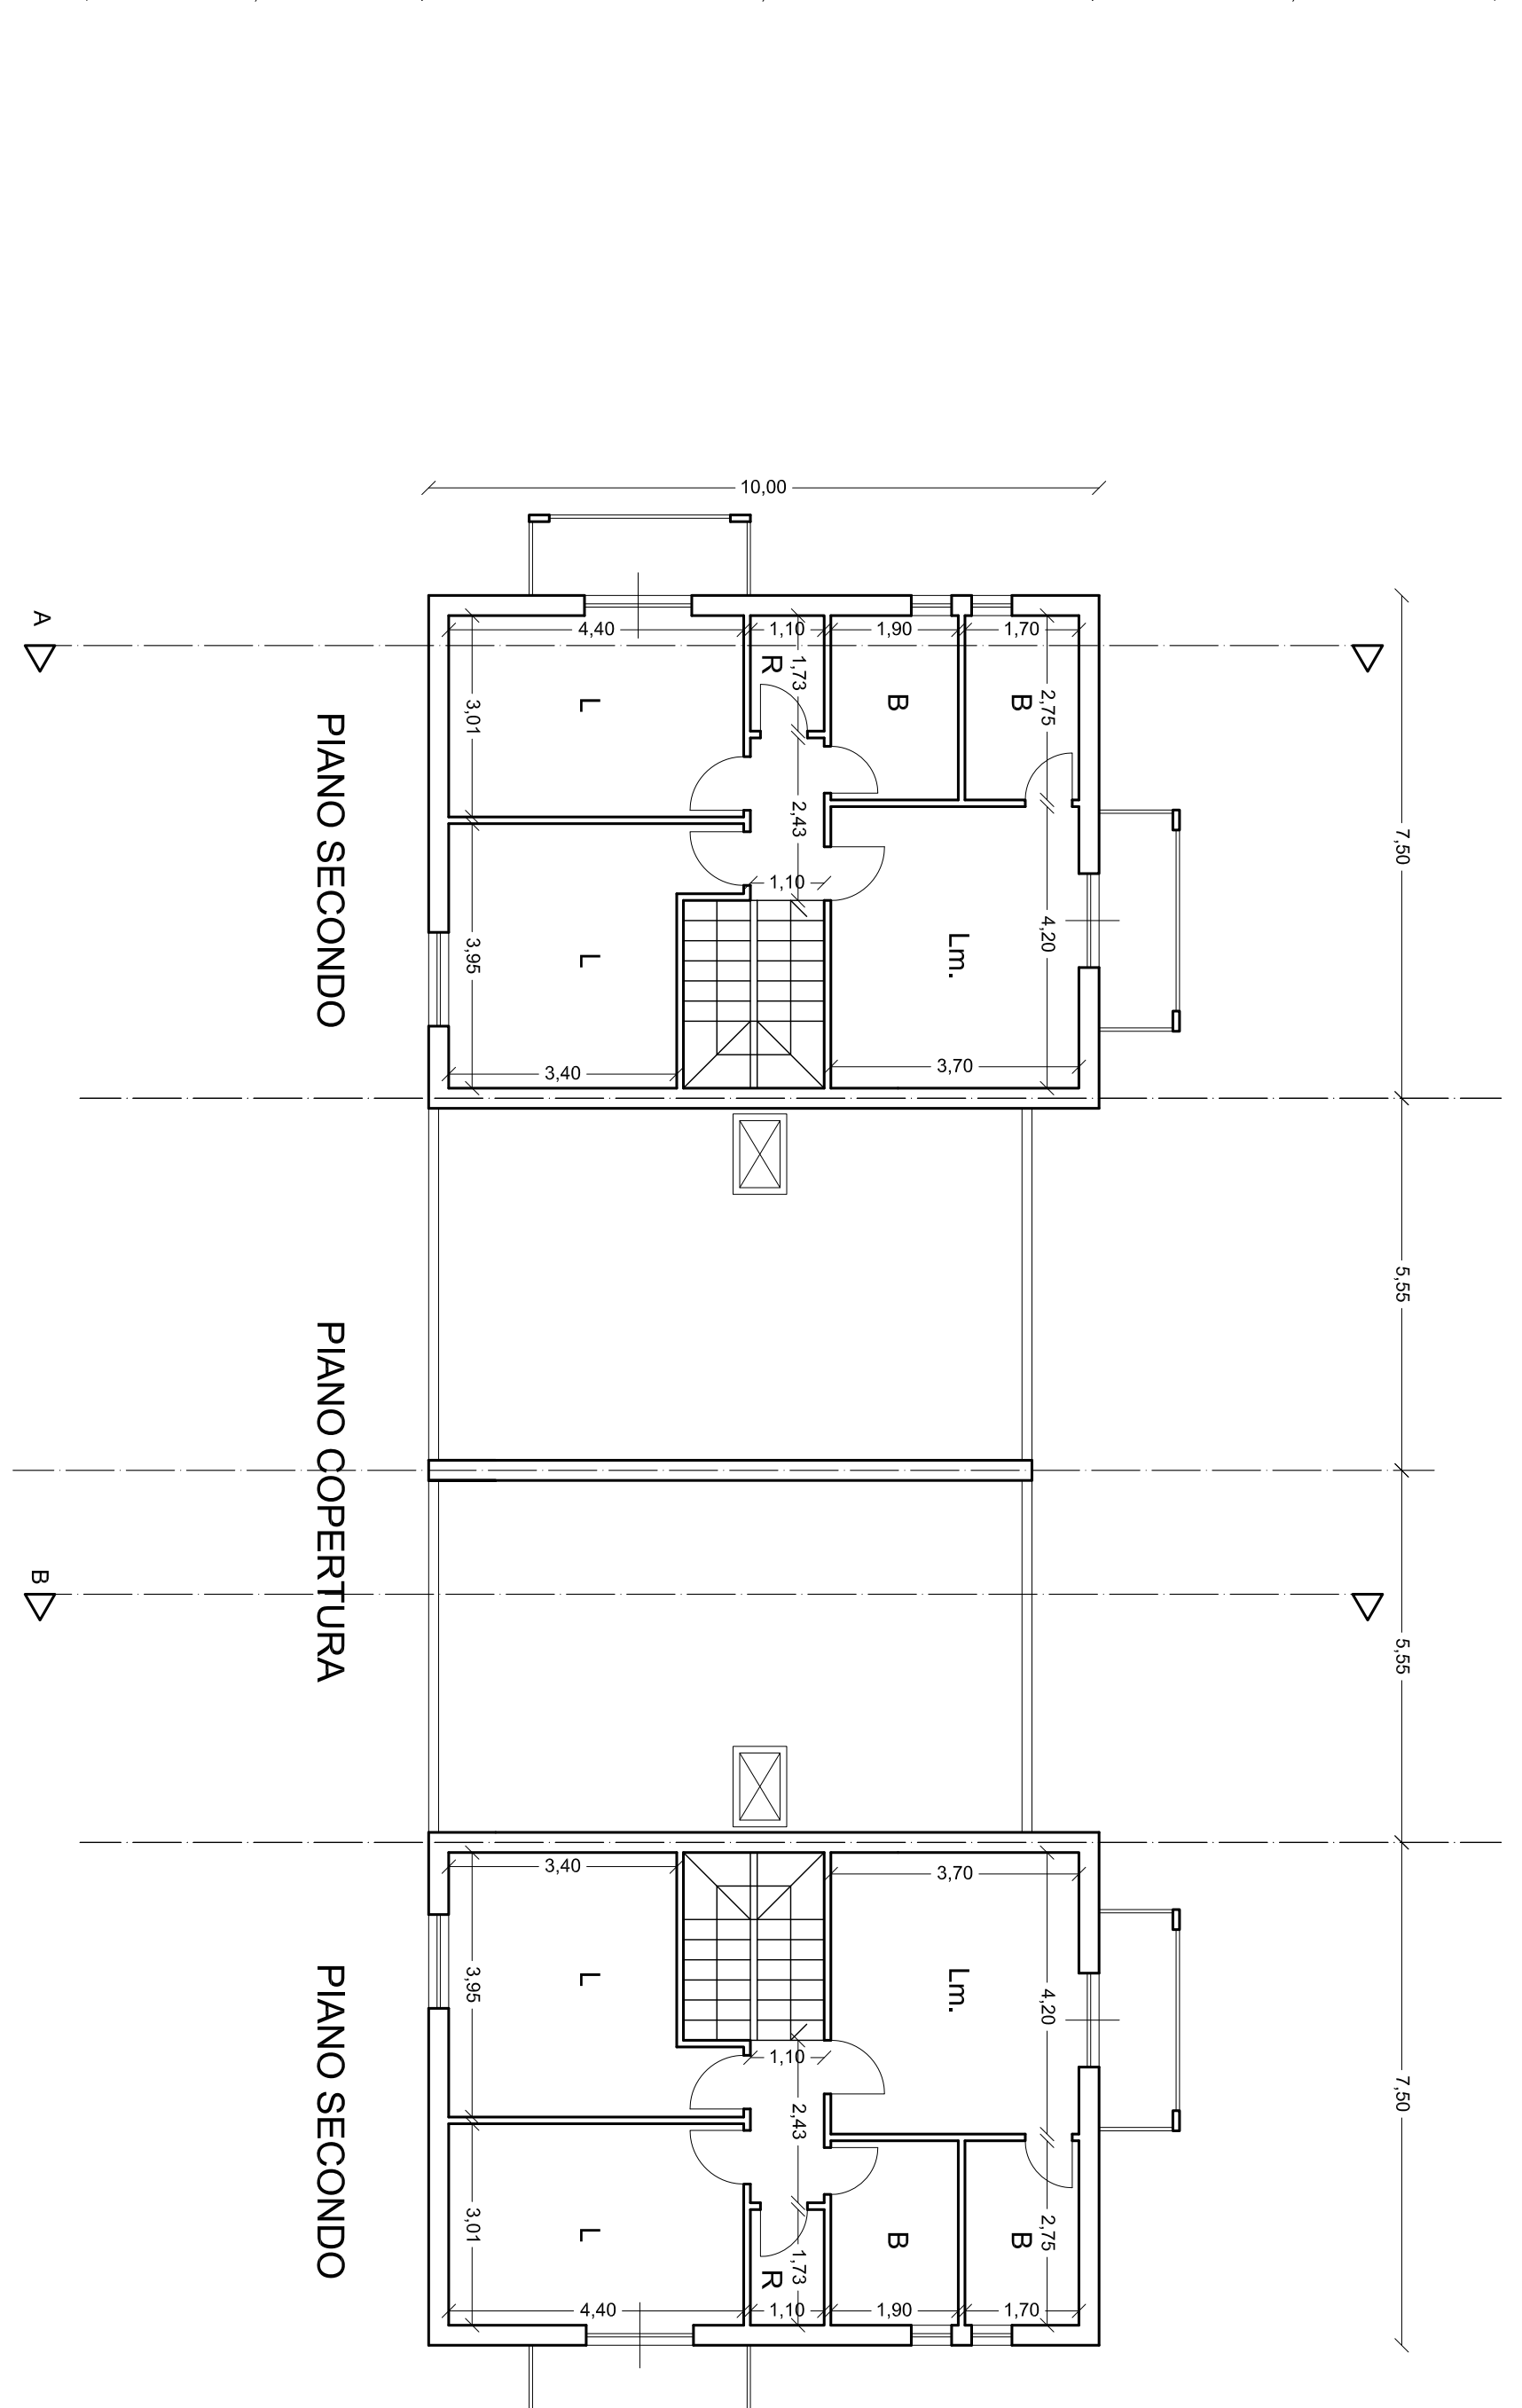 10,00
A
4,40
1,10
1,90
1,70
R
1,73
B
B
2,75
L
3,01
PIANO SECONDO
7,50
2,43
1,10
L
3,95
Lm.
4,20
3,40
3,70
5,55
PIANO COPERTURA
B
5,55
3,40
3,70
L
3,95
Lm.
4,20
PIANO SECONDO
1,10
2,43
7,50
L
3,01
B
B
2,75
R
1,73
4,40
1,10
1,90
1,70